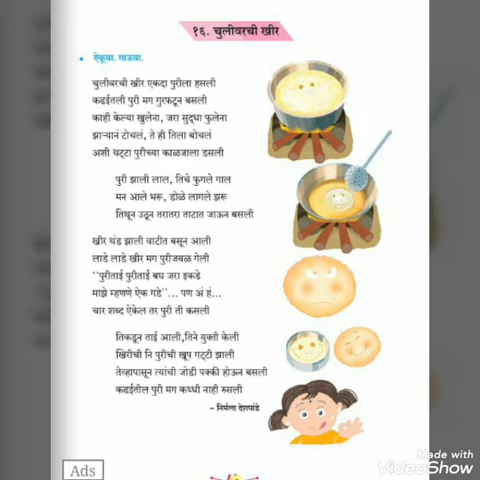 १६. चुलीवरची खीर
• ऐकूया. गाऊया.
चुलीवरची खीर एकदा पुरीला हसली
कढईतली पुरी मग गुरफटून बसली
काही केल्या खुलेना, जरा सुद्धा फुलेना
झाऱ्यानं टोचलं, ते ही तिला बोचलं
अशी थट्टा पुरीच्या काळजाला डसली
पुरी झाली लाल, तिचे फुगले गाल
मन आले भरू, डोळे लागले झरू
तिथून उठून तरातरा ताटात जाऊन बसली
खीर थंड झाली वाटीत बसून आली
लाडे लाडे खीर मग पुरीजवळ गेली
"पुरीताई पुरीताई बघ जरा इकडे
माझे म्हणणे ऐक गडे"... पण अं हं...
चार शब्द ऐकेल तर पुरी ती कसली
तिकडून ताई आली, तिने युक्ती केली
खिरीची नि पुरीची खूप गट्टी झाली
तेव्हापासून त्यांची जोडी पक्की होऊन बसली
कढईतील पुरी मग कध्धी नाही रुसली
– निर्मला देशपांडे
Ads
Made with
VideoShow